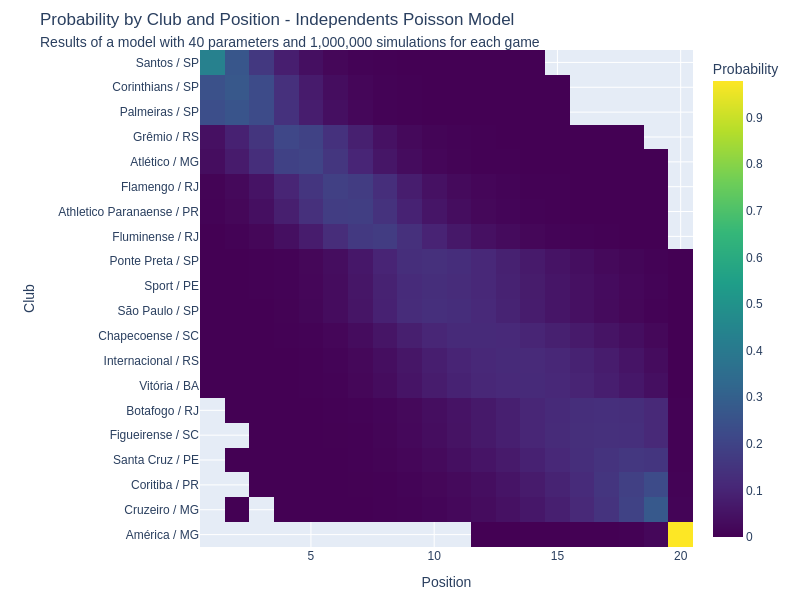 Probability by Club and Position - Independents Poisson Model
Results of a model with 40 parameters and 1,000,000 simulations for each game
Probability
Santos / SP
Corinthians / SP
Palmeiras / SP
Grêmio / RS
Atlético / MG
Flamengo / RJ
Athletico Paranaense / PR
Fluminense / RJ
Ponte Preta / SP
Sport / PE
São Paulo / SP
Chapecoense / SC
Internacional / RS
Vitória / BA
Botafogo / RJ
Figueirense / SC
Santa Cruz / PE
Coritiba / PR
Cruzeiro / MG
América / MG
Club
5
10
15
20
Position
0.9
0.8
0.7
0.6
0.5
0.4
0.3
0.2
0.1
0